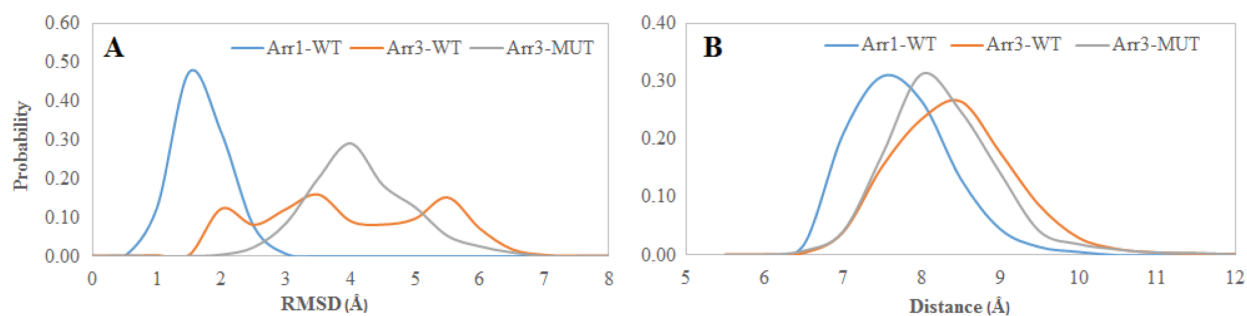 A
Arr1-WT Arr3-WT Arr3-MUT
Probability
0.60
0.50
0.40
0.30
0.20
0.10
0.00
0 1 2 3 4 5 6 7 8
RMSD (Å)
B
Arr1-WT Arr3-WT Arr3-MUT
0.40
0.30
0.20
0.10
0.00
5 6 7 8 9 10 11 12
Distance (Å)